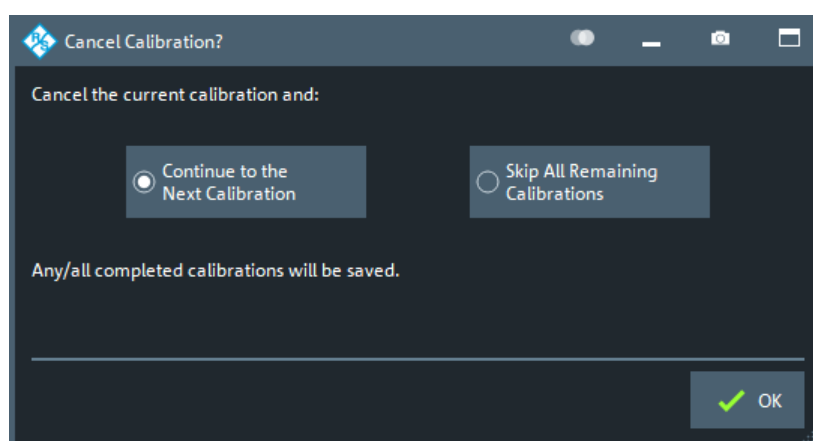 R&S
Cancel Calibration?
Cancel the current calibration and:
Continue to the
Next Calibration
Skip All Remaining
Calibrations
Any/all completed calibrations will be saved.
OK